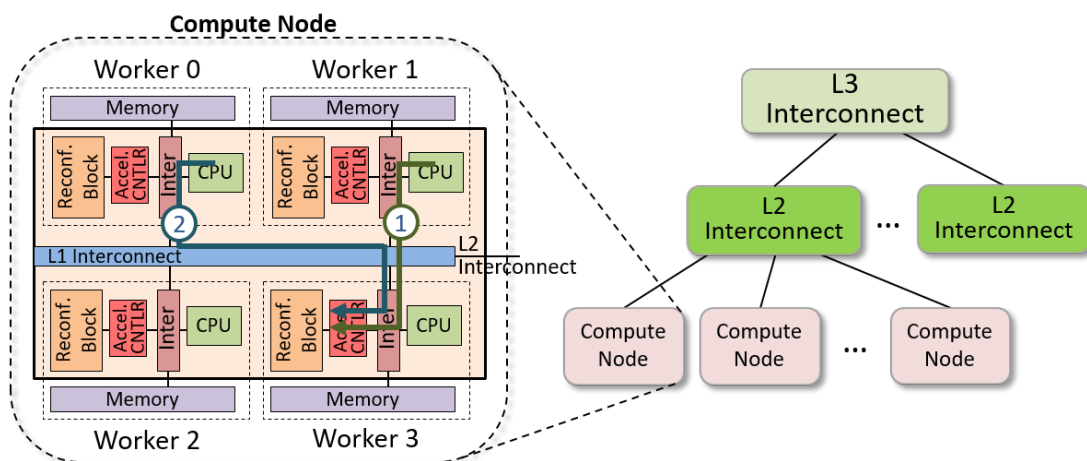 Compute Node
Worker 0
Worker 1
Memory
Memory
Reconf.
Block
Accel.
CNTLR
Inter
CPU
Reconf.
Block
Accel.
CNTLR
Inter
CPU
2
1
L1 Interconnect
L2
Interconnect
Reconf.
Block
Accel.
CNTLR
Inter
CPU
Reconf.
Block
Accel.
CNTLR
Inter
CPU
Memory
Memory
Worker 2
Worker 3
L3
Interconnect
L2
Interconnect
...
L2
Interconnect
Compute
Node
Compute
Node
...
Compute
Node